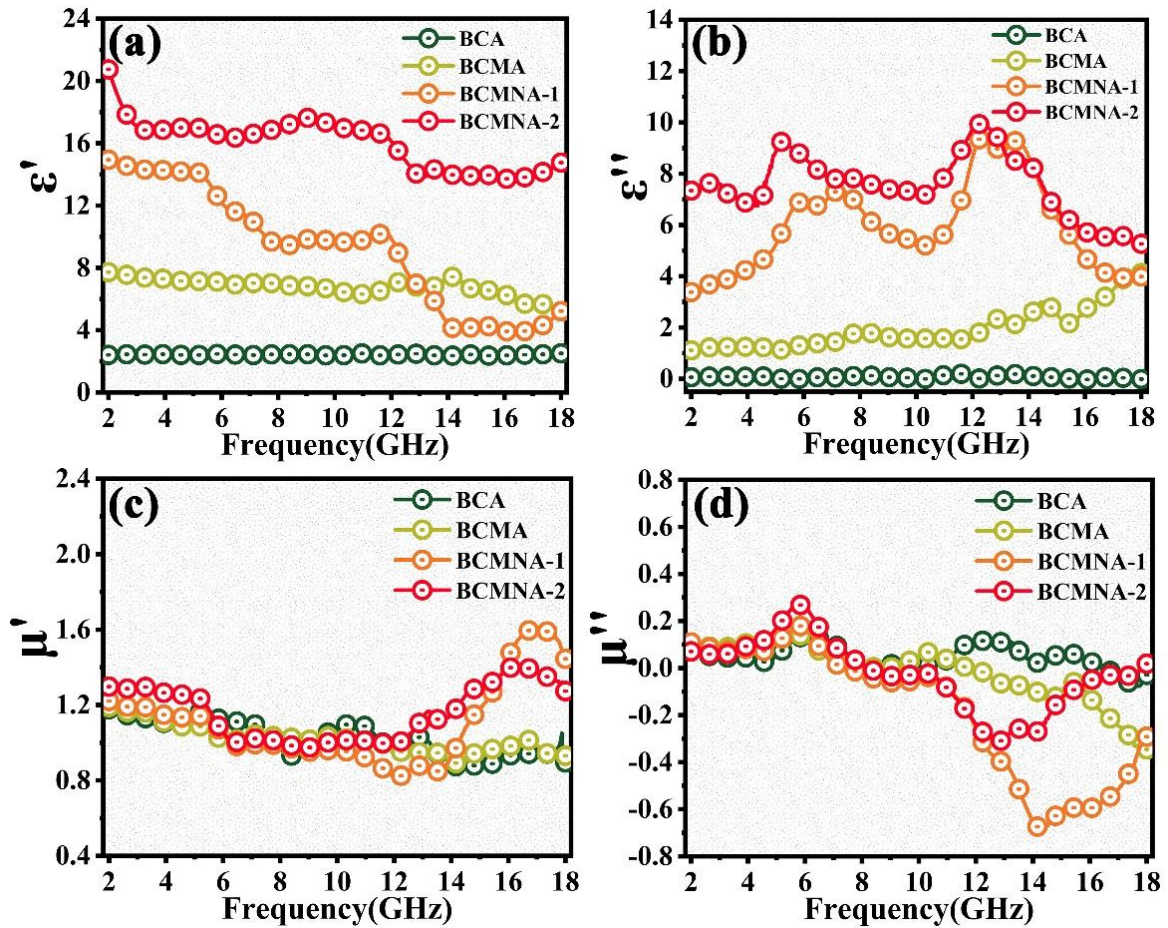 (a)
BCA
BCMA
BCMNA-1
BCMNA-2
24
20
16
12
8
4
0
ε'
2 4 6 8 10 12 14 16 18
Frequency(GHz)
(b)
BCA
BCMA
BCMNA-1
BCMNA-2
14
12
10
8
6
4
2
0
ε''
2 4 6 8 10 12 14 16 18
Frequency(GHz)
(c)
BCA
BCMA
BCMNA-1
BCMNA-2
2.4
2.0
1.6
1.2
0.8
0.4
μ'
2 4 6 8 10 12 14 16 18
Frequency(GHz)
(d)
BCA
BCMA
BCMNA-1
BCMNA-2
0.8
0.6
0.4
0.2
0.0
-0.2
-0.4
-0.6
-0.8
μ''
2 4 6 8 10 12 14 16 18
Frequency(GHz)